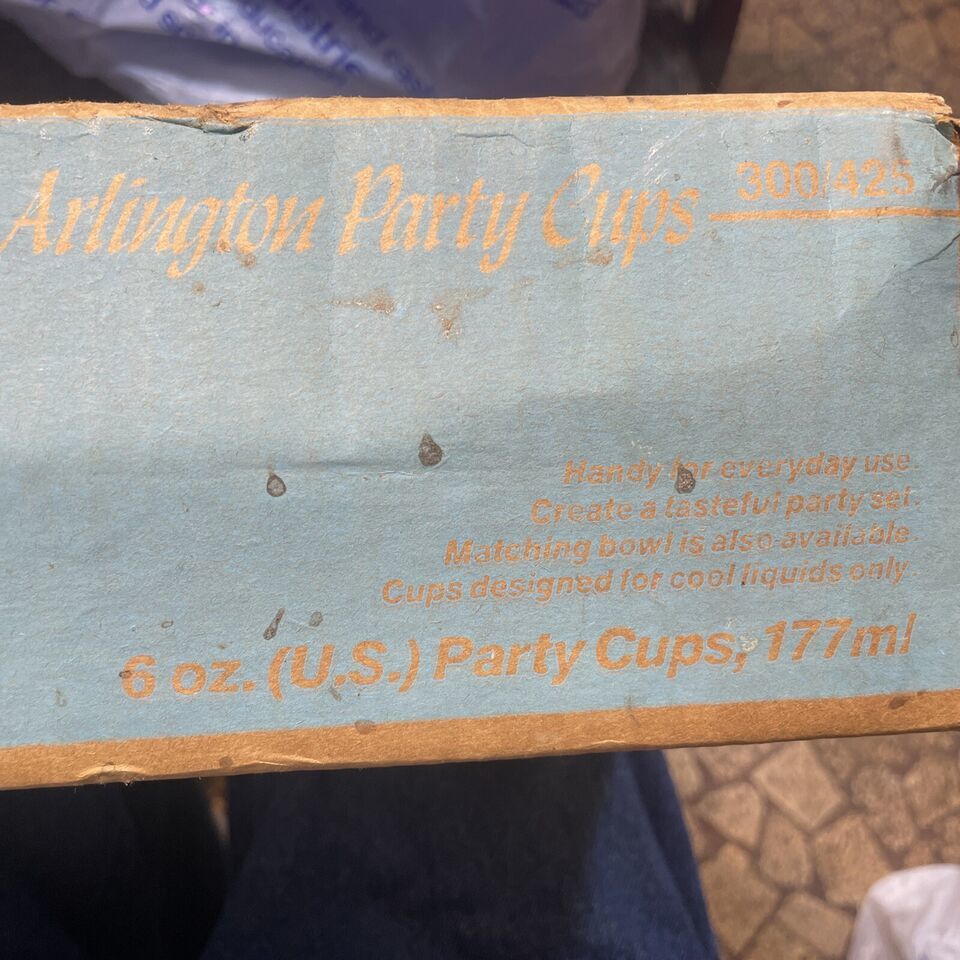 Arlington Party Cups 300/425
Handy for everyday use.
Create a tasteful party set.
Matching bowl is also available.
Cups designed for cool liquids only.
6 oz. (U.S.) Party Cups, 177ml